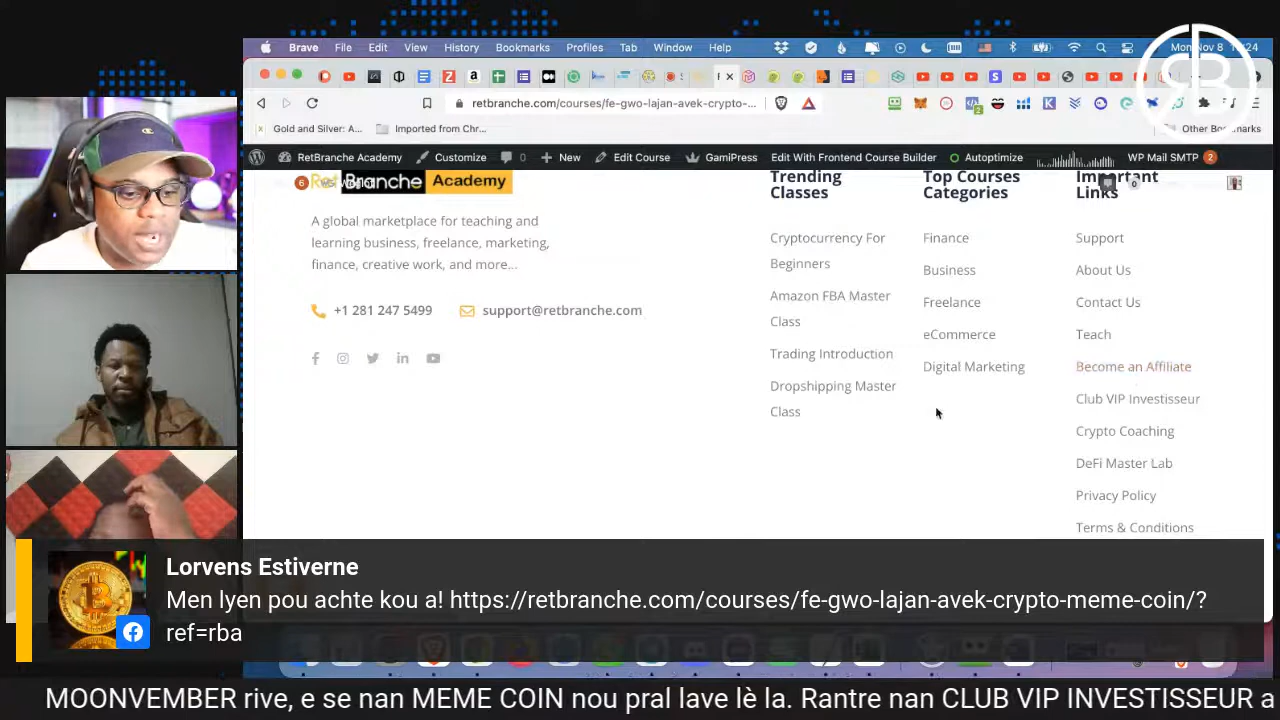 Brave File Edit View History Bookmarks Profiles Tab Window Help
Mon Nov 8
retbranche.com/courses/fe-gwo-lajan-avek-crypto-...
Gold and Silver: A... Imported from Chr... Other Bookmarks
RetBranche Academy Customize 0 New Edit Course GamiPress Edit With Frontend Course Builder Autoptimize WP Mail SMTP 2
6
0
RetBranche Academy
A global marketplace for teaching and
learning business, freelance, marketing,
finance, creative work, and more...
+1 281 247 5499 support@retbranche.com
Trending
Classes
Cryptocurrency For
Beginners
Amazon FBA Master
Class
Trading Introduction
Dropshipping Master
Class
Top Courses
Categories
Finance
Business
Freelance
eCommerce
Digital Marketing
Important
Links
Support
About Us
Contact Us
Teach
Become an Affiliate
Club VIP Investisseur
Crypto Coaching
DeFi Master Lab
Privacy Policy
Terms & Conditions
Lorvens Estiverne
Men lyen pou achte kou a! https://retbranche.com/courses/fe-gwo-lajan-avek-crypto-meme-coin/?
ref=rba
MOONVEMBER rive, e se nan MEME COIN nou pral lave lè la. Rantre nan CLUB VIP INVESTISSEUR a